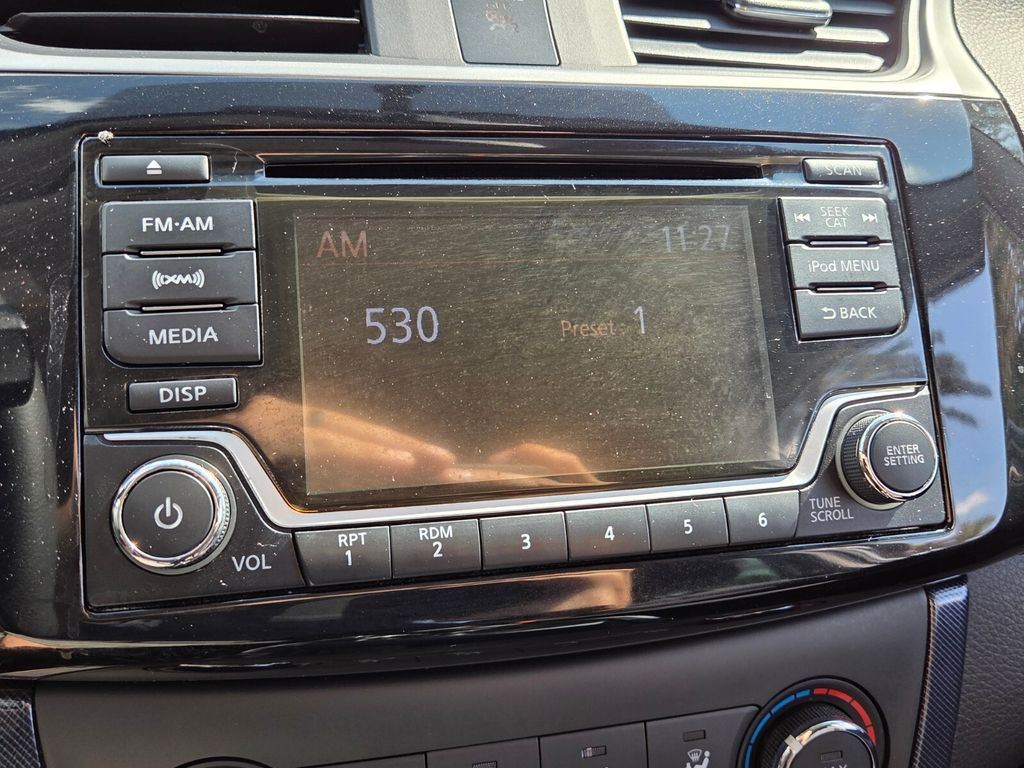 SCAN
FM·AM
SEEK
CAT
AM
11:27
(((XM)))
iPod MENU
530
Preset : 1
MEDIA
BACK
DISP
ENTER
SETTING
TUNE
SCROLL
VOL
RPT
1
RDM
2
3
4
5
6